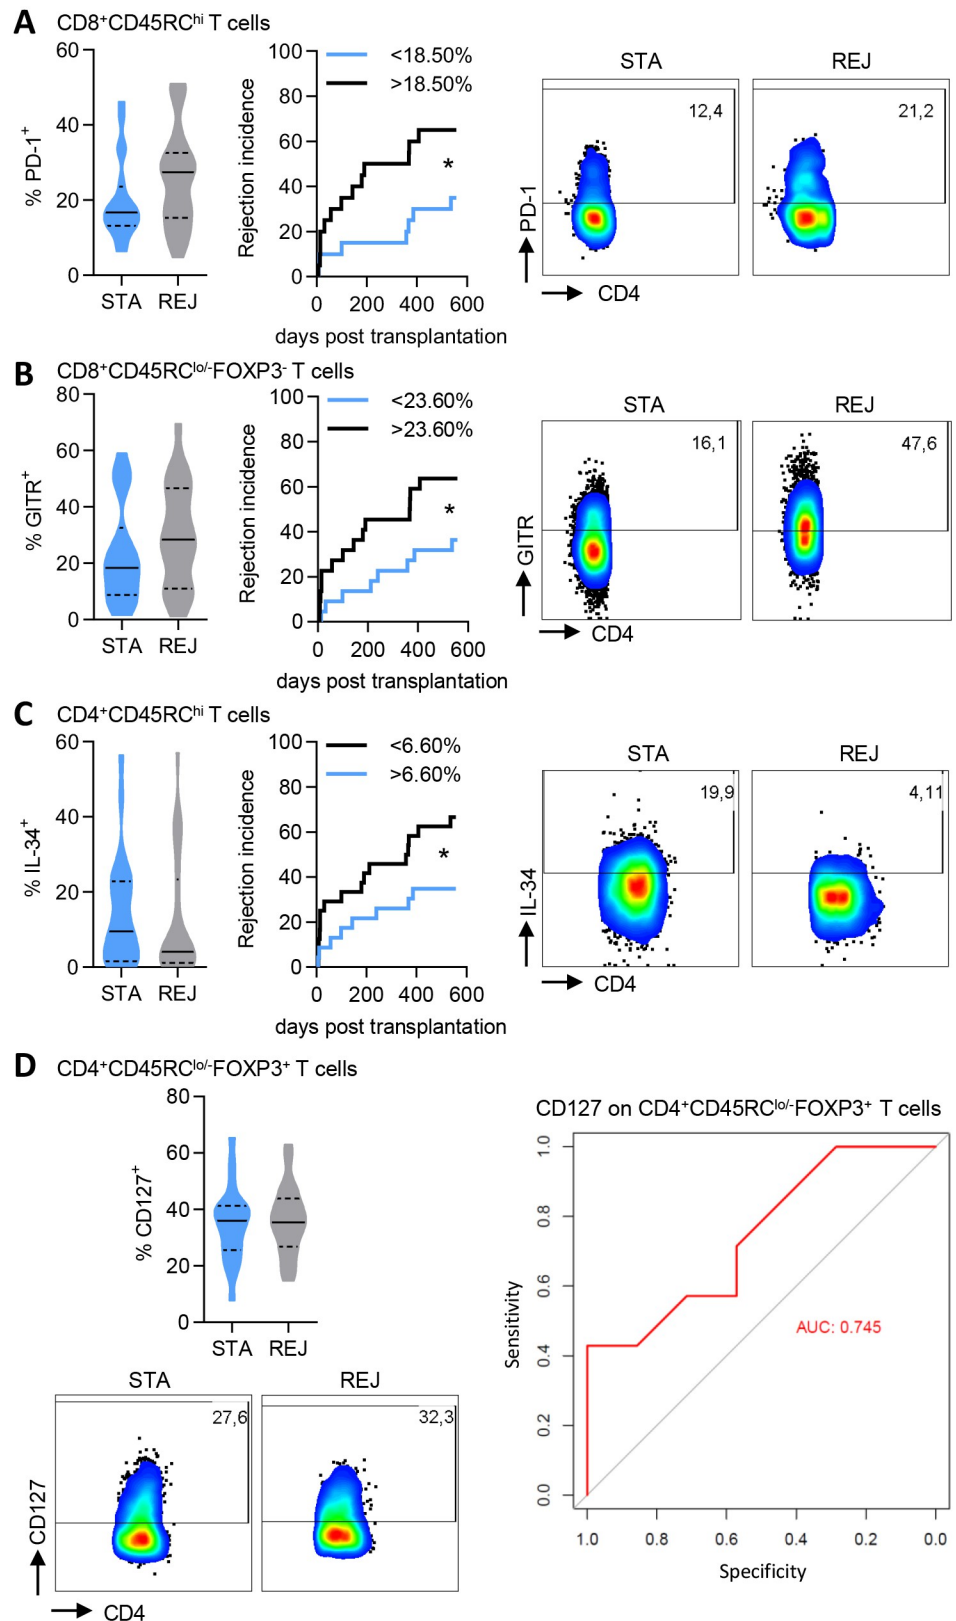 A CD8⁺CD45RCʰⁱ T cells
% PD-1⁺
60
40
20
0
STA REJ
Rejection incidence
100
80
60
40
20
0
<18.50%
>18.50%
*
0 200 400 600
days post transplantation
STA REJ
12,4 21,2
PD-1
CD4
B CD8⁺CD45RCˡᵒ/⁻FOXP3⁻ T cells
% GITR⁺
80
60
40
20
0
STA REJ
Rejection incidence
100
80
60
40
20
0
<23.60%
>23.60%
*
0 200 400 600
days post transplantation
STA REJ
16,1 47,6
GITR
CD4
C CD4⁺CD45RCʰⁱ T cells
% IL-34⁺
60
40
20
0
STA REJ
Rejection incidence
100
80
60
40
20
0
<6.60%
>6.60%
*
0 200 400 600
days post transplantation
STA REJ
19,9 4,11
IL-34
CD4
D CD4⁺CD45RCˡᵒ/⁻FOXP3⁺ T cells
% CD127⁺
80
60
40
20
0
STA REJ
STA REJ
27,6 32,3
CD127
CD4
CD127 on CD4⁺CD45RCˡᵒ/⁻FOXP3⁺ T cells
Sensitivity
1.0
0.8
0.6
0.4
0.2
0.0
AUC: 0.745
1.0 0.8 0.6 0.4 0.2 0.0
Specificity